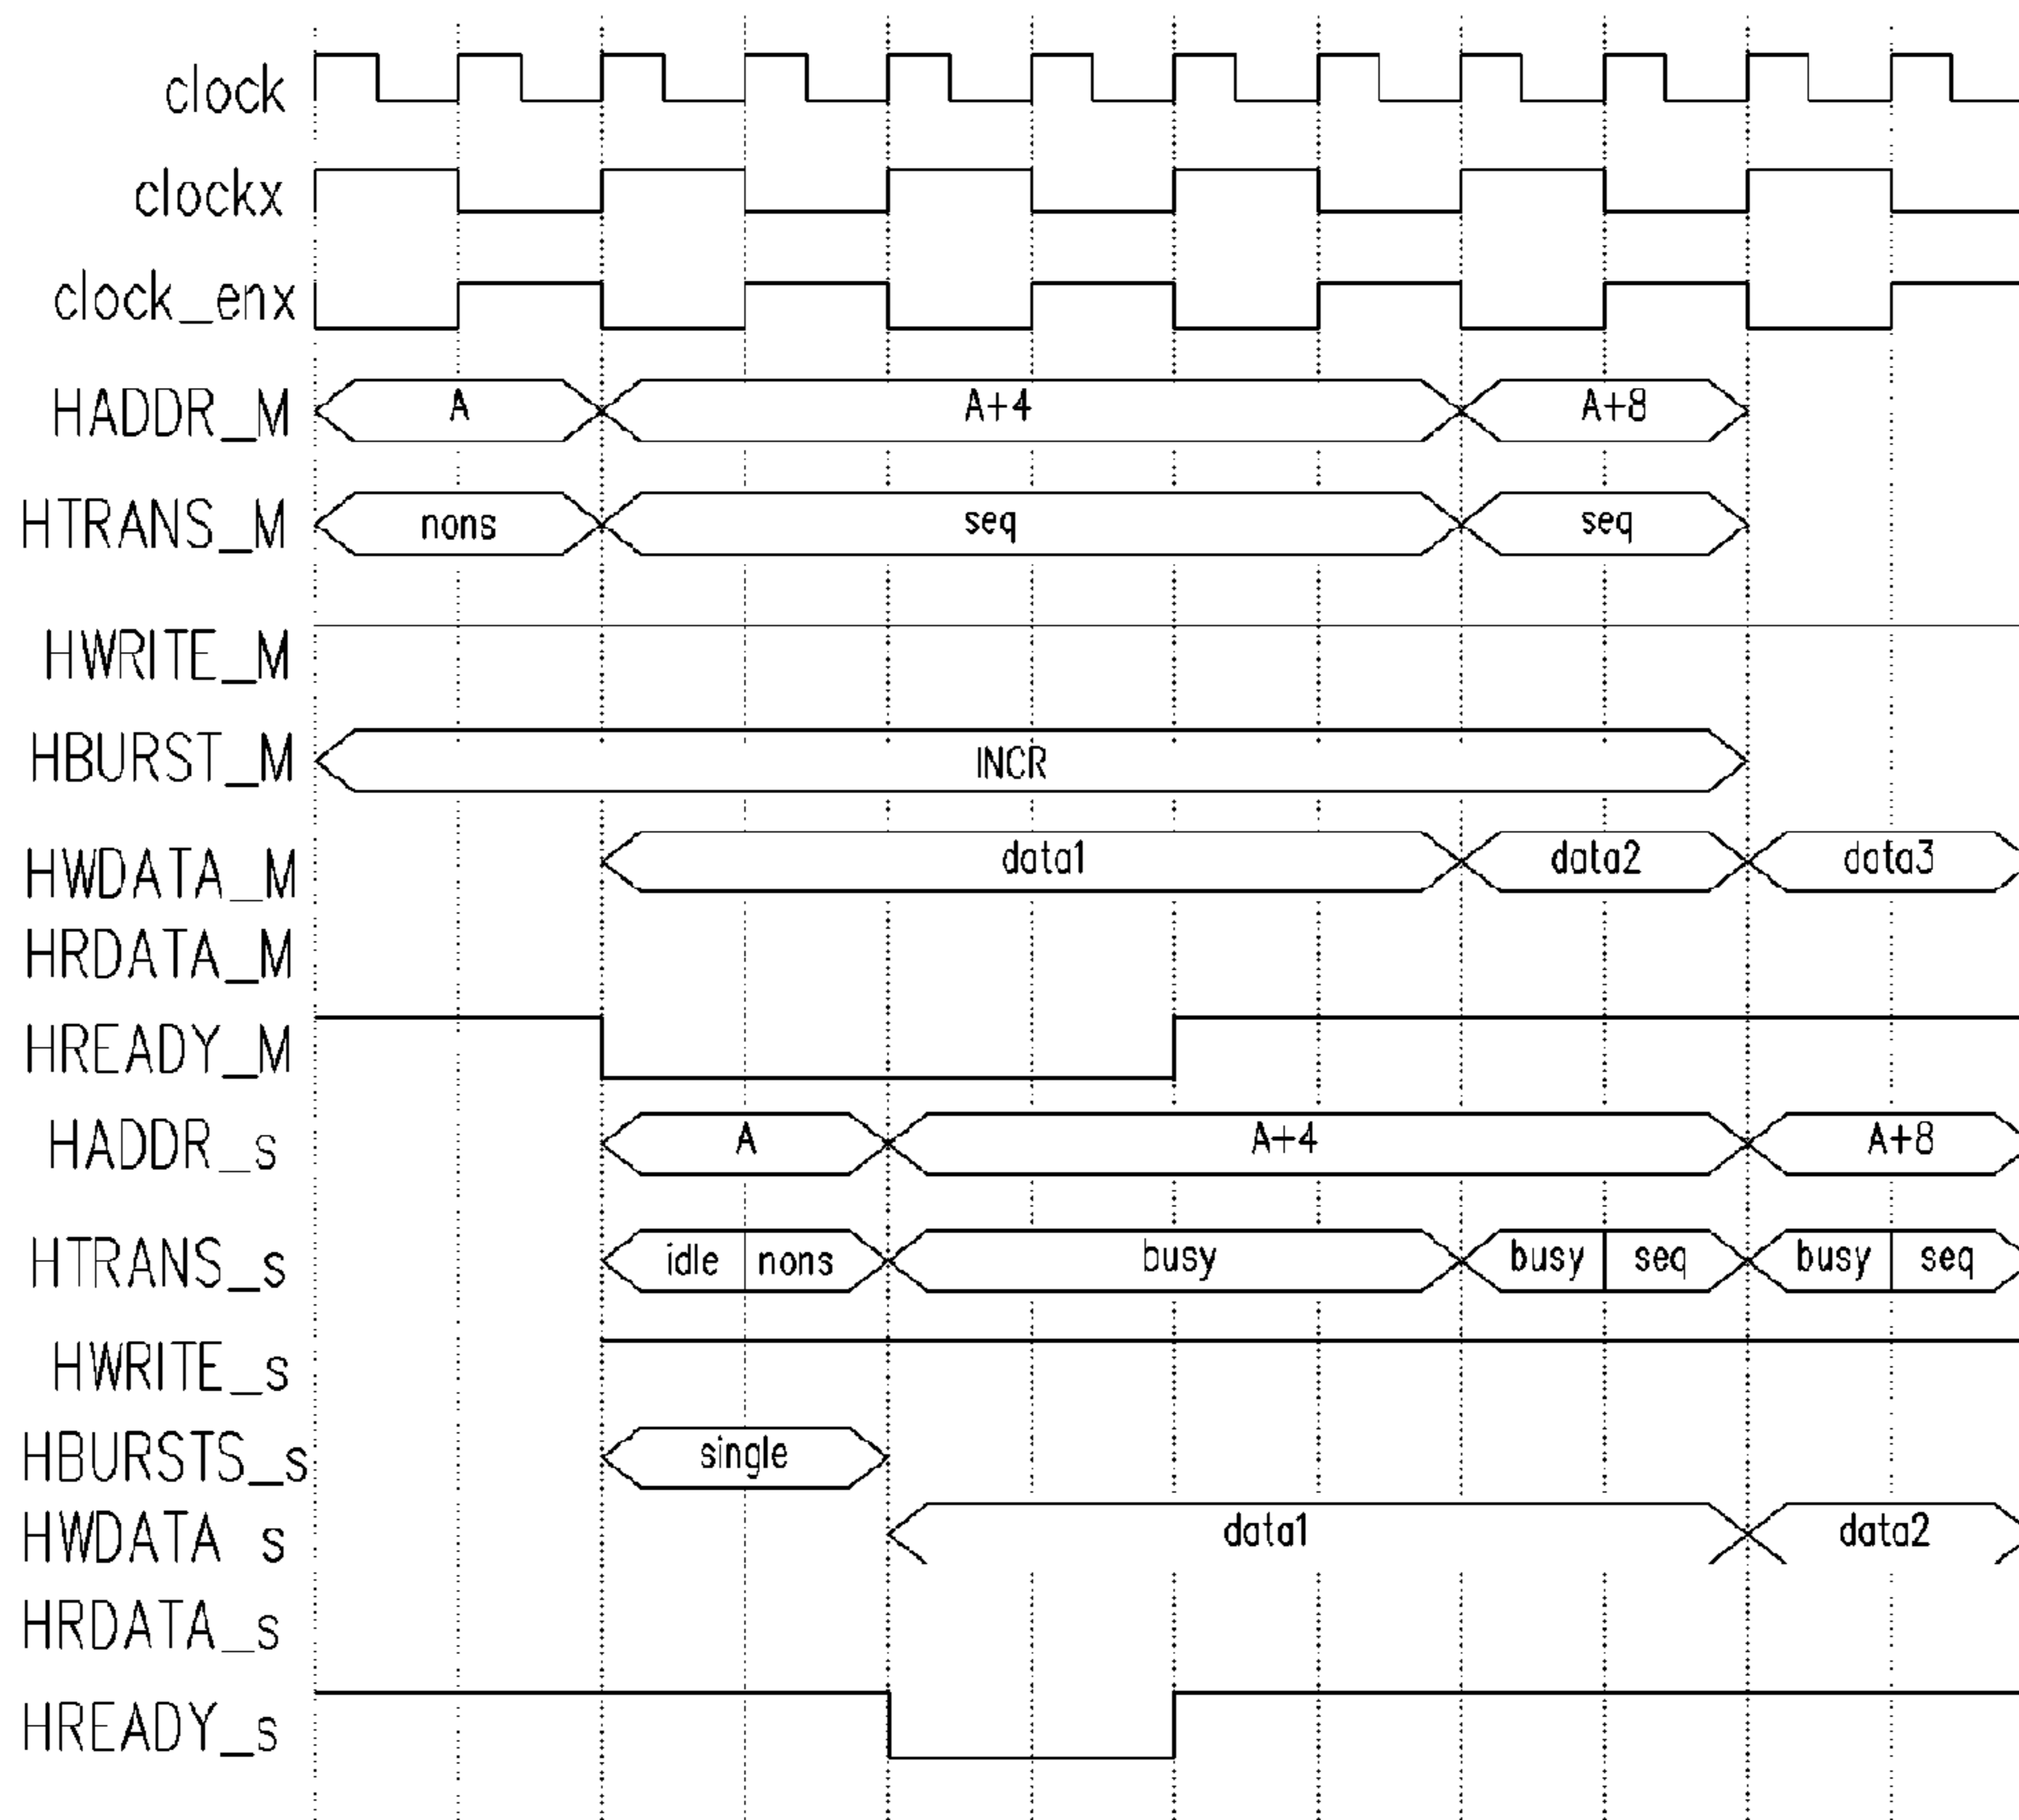 clock
clockx
clock_enx
HADDR_M A A+4 A+8
HTRANS_M nons seq seq
HWRITE_M
HBURST_M INCR
HWDATA_M data1 data2 data3
HRDATA_M
HREADY_M
HADDR_s A A+4 A+8
HTRANS_s idle nons busy busy seq busy seq
HWRITE_s
HBURSTS_s single
HWDATA s data1 data2
HRDATA_s
HREADY_s